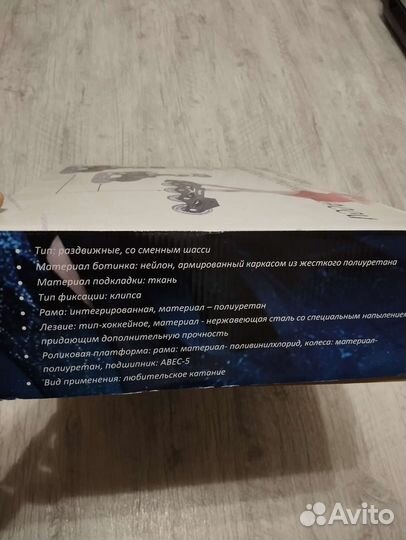 • Тип: раздвижные, со сменным шасси
• Материал ботинка: нейлон, армированный каркасом из жесткого полиуретана
• Материал подкладки: ткань
• Тип фиксации: клипса
• Рама: интегрированная, материал – полиуретан
• Лезвие: тип-хоккейное, материал - нержавеющая сталь со специальным напылением
придающим дополнительную прочность
• Роликовая-платформа: рама: материал- поливинилхлорид, колеса: материал-
полиуретан, подшипник: ABEC-5
• Вид применения: любительское катание
Avito